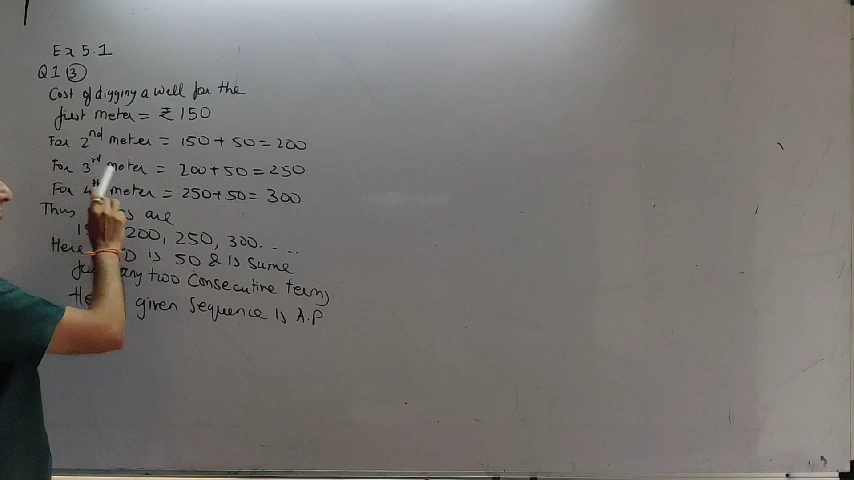 Ex 5.1
Q1 ③
Cost of digging a well for the
first meter = ₹ 150
For 2nd meter = 150 + 50 = 200
For 3rd meter = 200 + 50 = 250
For 4th meter = 250 + 50 = 300
Thus are
200, 250, 300. ....
Here D is 50 & is same
any two consecutive terms
given sequence is A.P